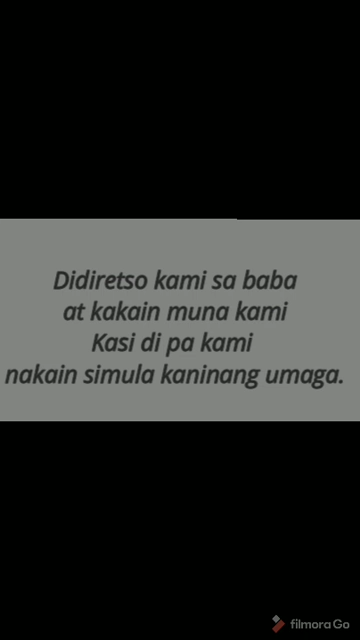 Didiretso kami sa baba
at kakain muna kami
Kasi di pa kami
nakain simula kaninang umaga.
filmora Go